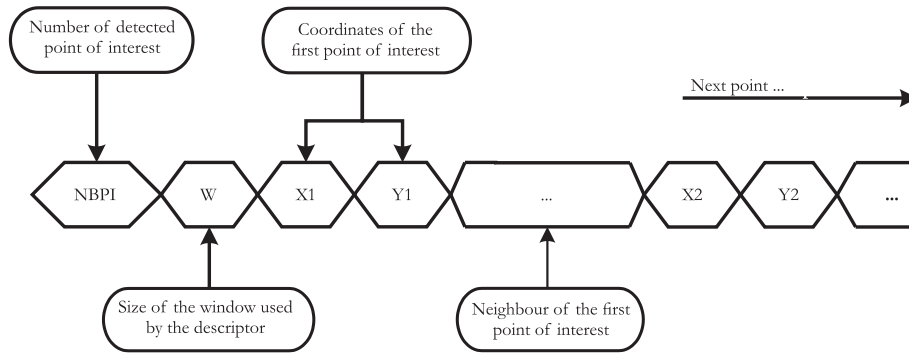 Number of detected
point of interest
Coordinates of the
first point of interest
Next point ...
NBPI
W
X1
Y1
...
X2
Y2
...
Size of the window used
by the descriptor
Neighbour of the first
point of interest